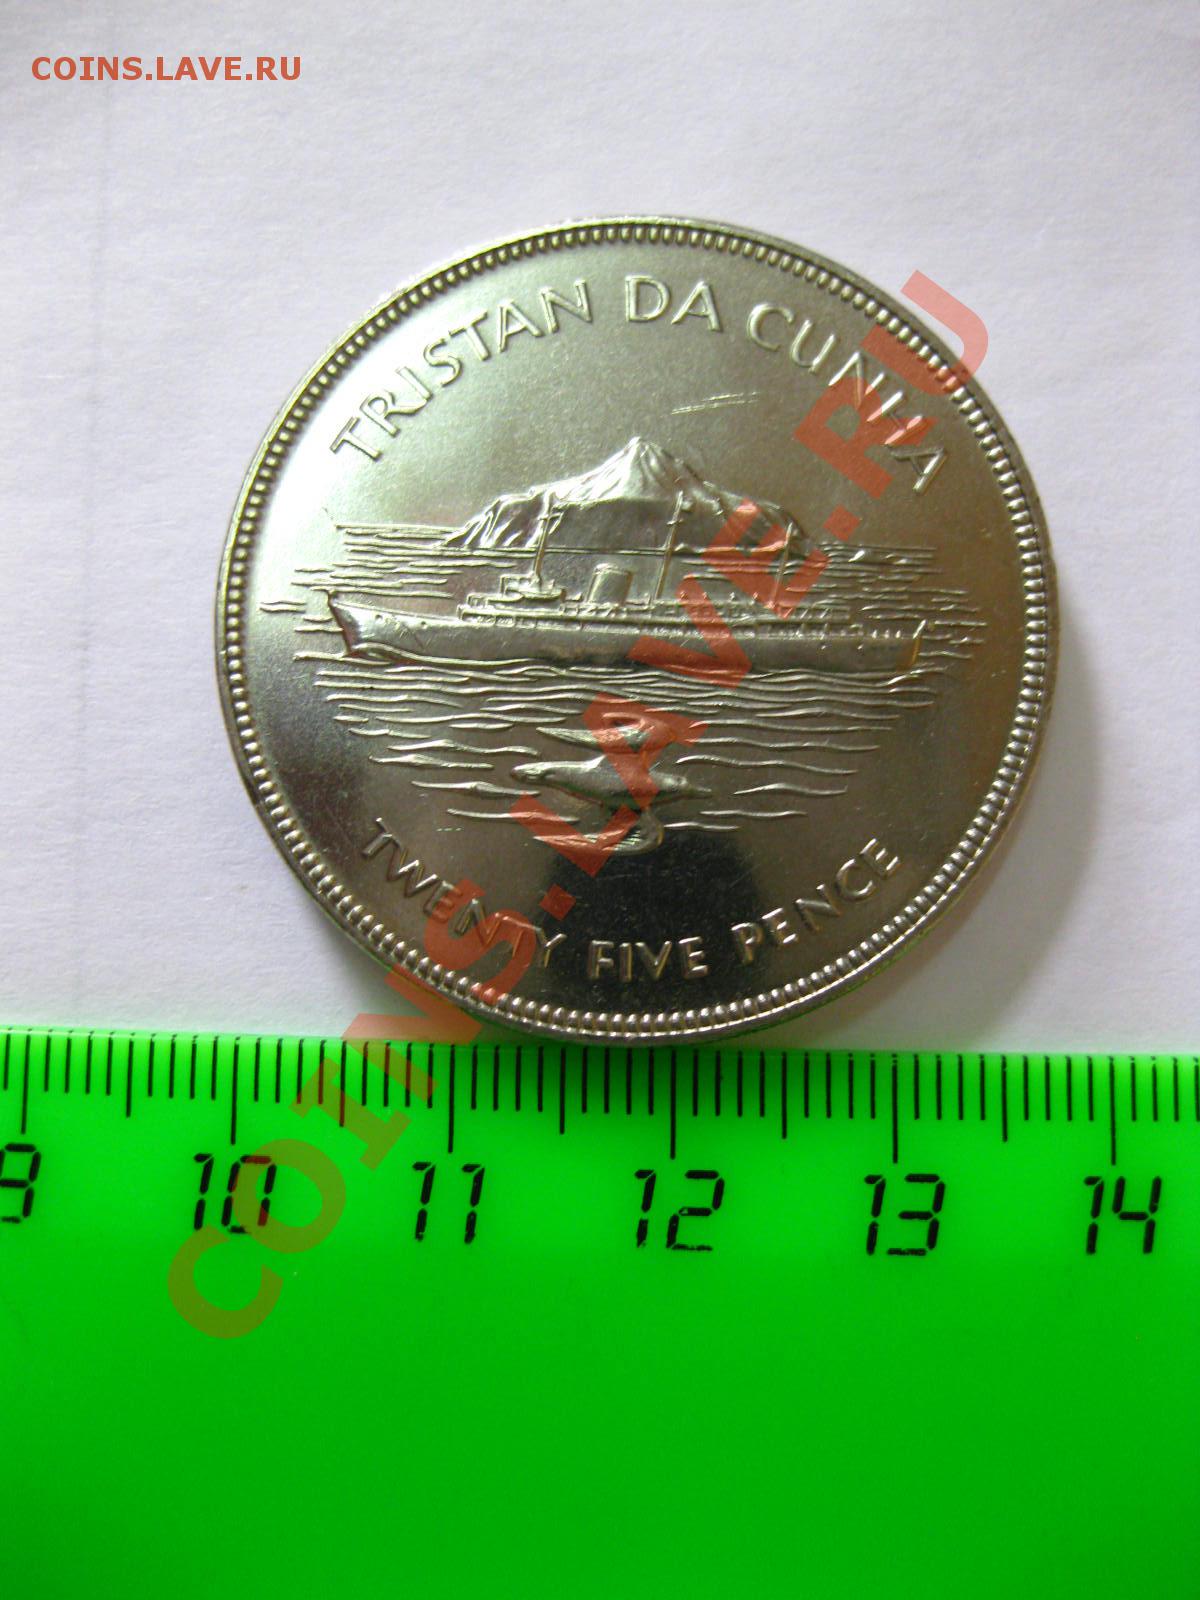 COINS.LAVE.RU
TRISTAN DA CUNHA
TWENTY FIVE PENCE
COINS.LAVE.RU
9 10 11 12 13 14